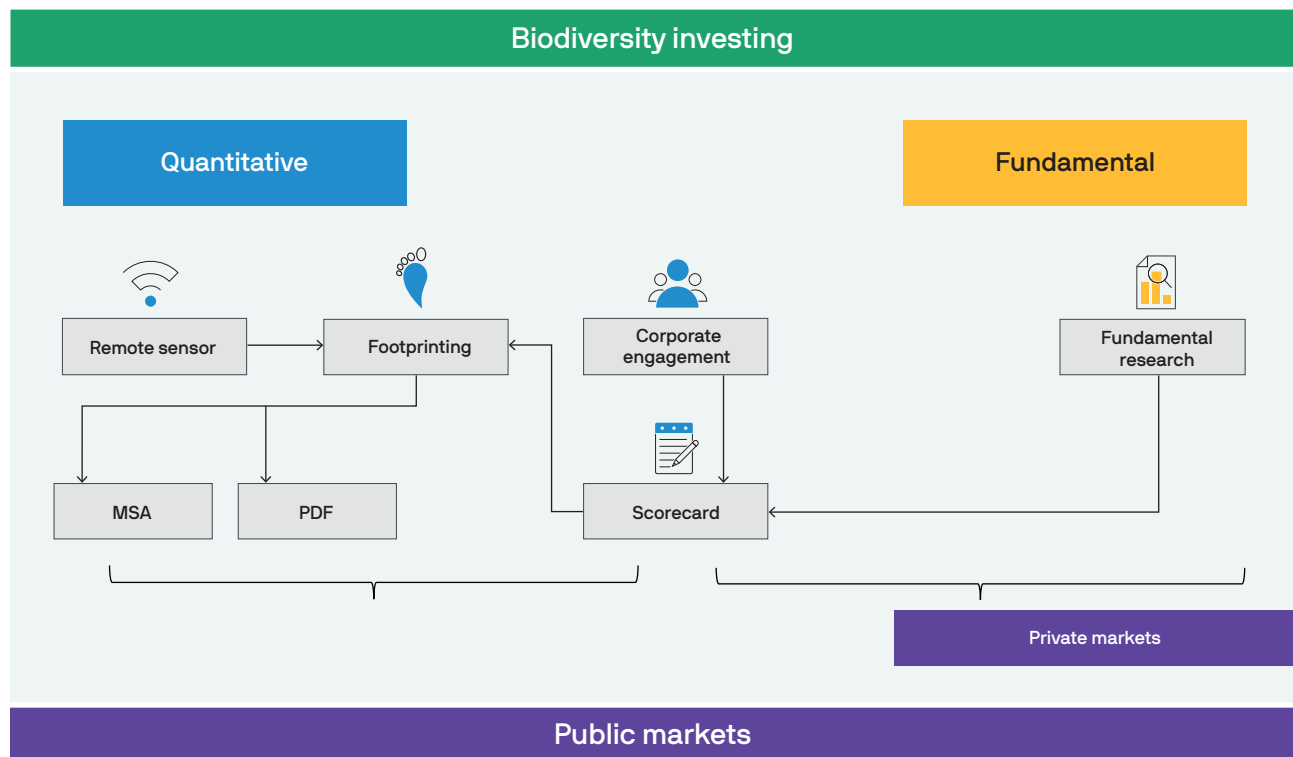 Biodiversity investing
Quantitative
Fundamental
Remote sensor
Footprinting
Corporate
engagement
Fundamental
research
MSA
PDF
Scorecard
Private markets
Public markets